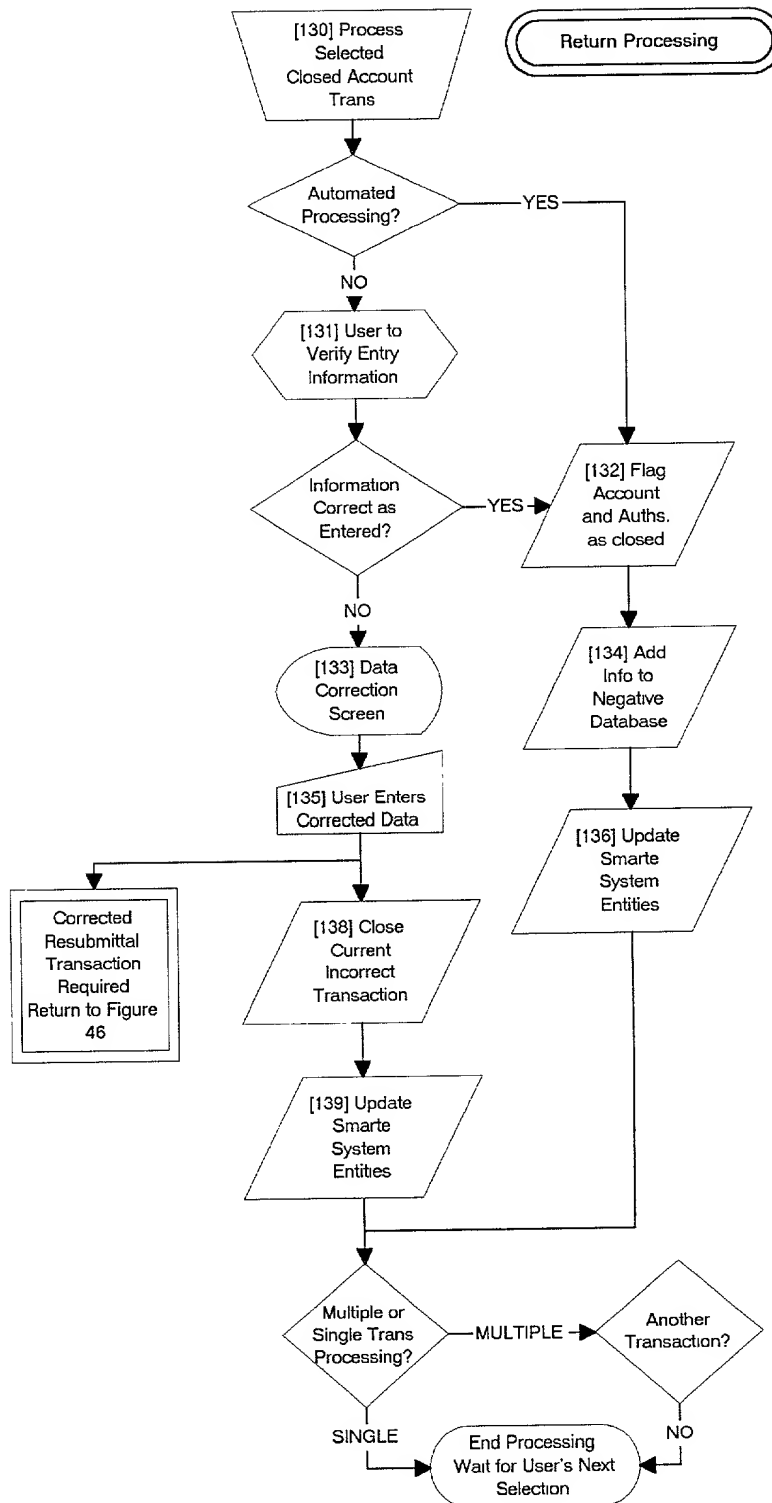 [130] Process
Selected
Closed Account
Trans
Return Processing
Automated
Processing?
YES
NO
[131] User to
Verify Entry
Information
Information
Correct as
Entered?
YES
[132] Flag
Account
and Auths.
as closed
NO
[133] Data
Correction
Screen
[134] Add
Info to
Negative
Database
[135] User Enters
Corrected Data
[136] Update
Smarte
System
Entities
Corrected
Resubmittal
Transaction
Required
Return to Figure
46
[138] Close
Current
Incorrect
Transaction
[139] Update
Smarte
System
Entities
Multiple or
Single Trans
Processing?
MULTIPLE
Another
Transaction?
SINGLE
NO
End Processing
Wait for User's Next
Selection